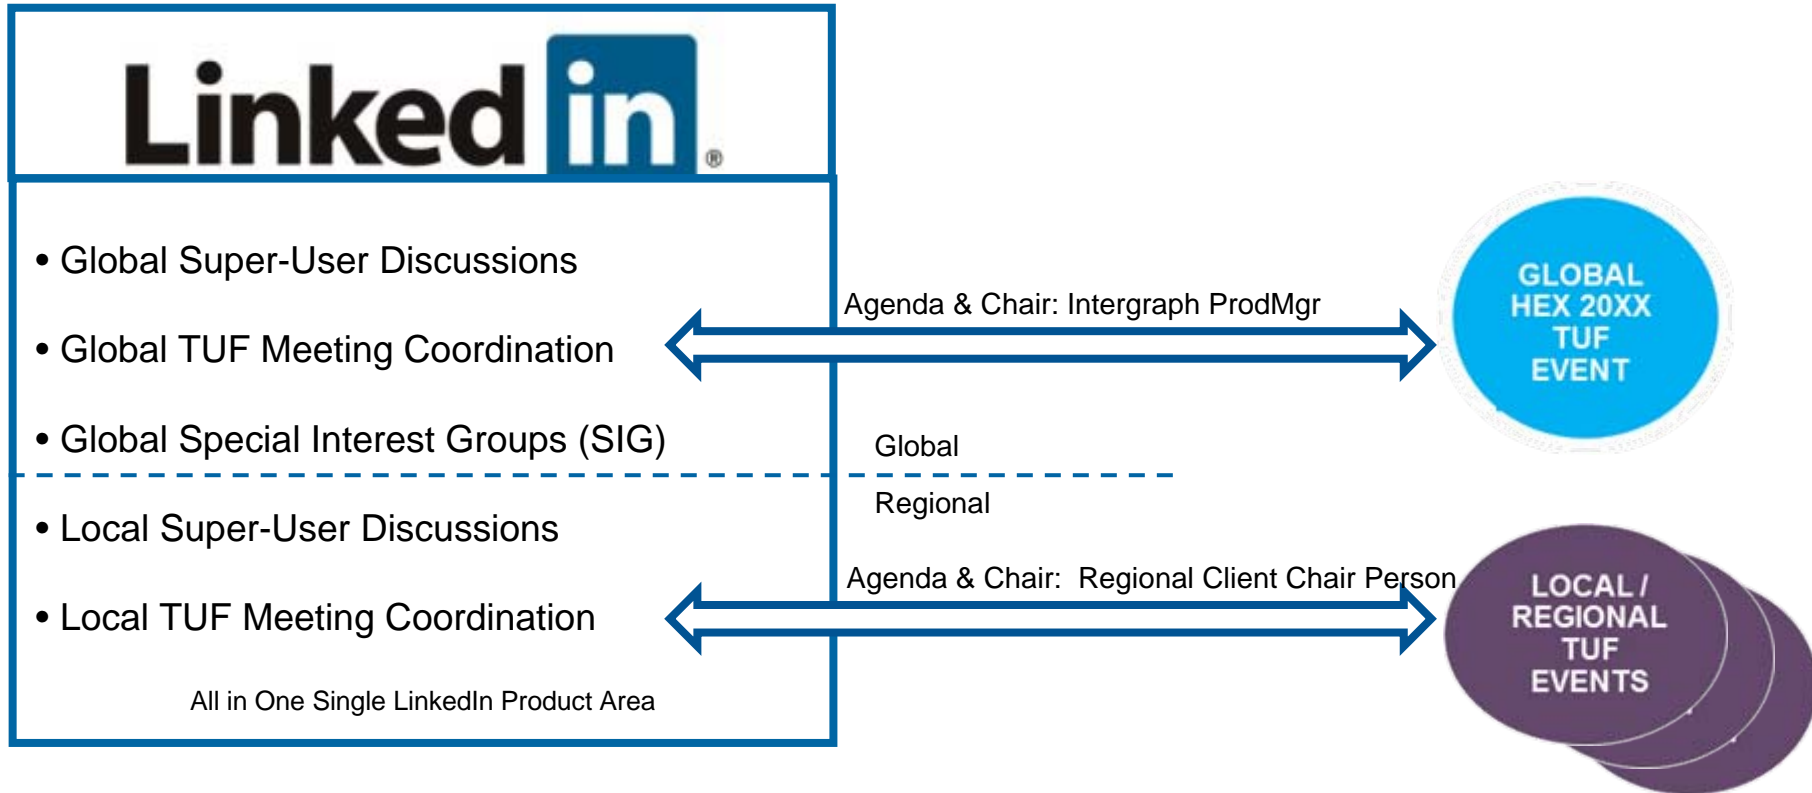 Linked in ®
• Global Super-User Discussions
• Global TUF Meeting Coordination
• Global Special Interest Groups (SIG)
• Local Super-User Discussions
• Local TUF Meeting Coordination
All in One Single LinkedIn Product Area
Agenda & Chair: Intergraph ProdMgr
Global
Regional
Agenda & Chair: Regional Client Chair Person
GLOBAL
HEX 20XX
TUF
EVENT
LOCAL /
REGIONAL
TUF
EVENTS